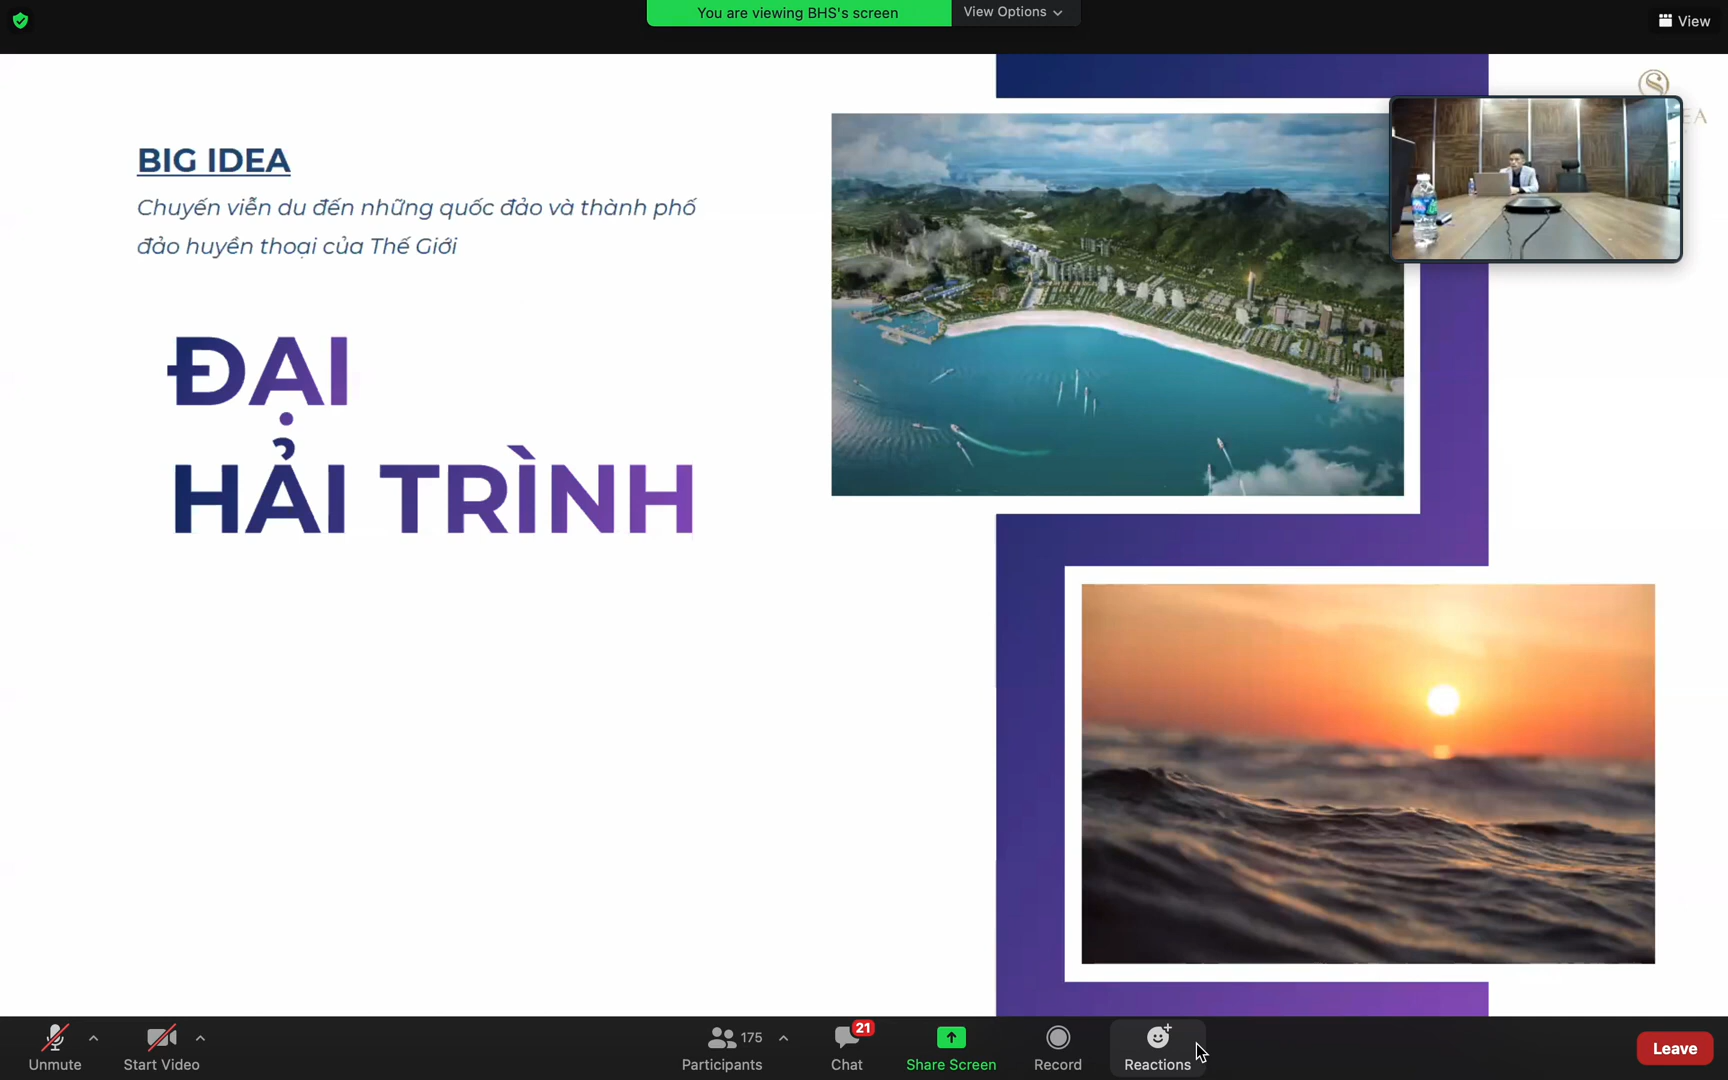 You are viewing BHS's screen
View Options
View
BIG IDEA
Chuyến viễn du đến những quốc đảo và thành phố
đảo huyền thoại của Thế Giới
ĐẠI
HẢI TRÌNH
Unmute
Start Video
175
Participants
21
Chat
Share Screen
Record
Reactions
Leave